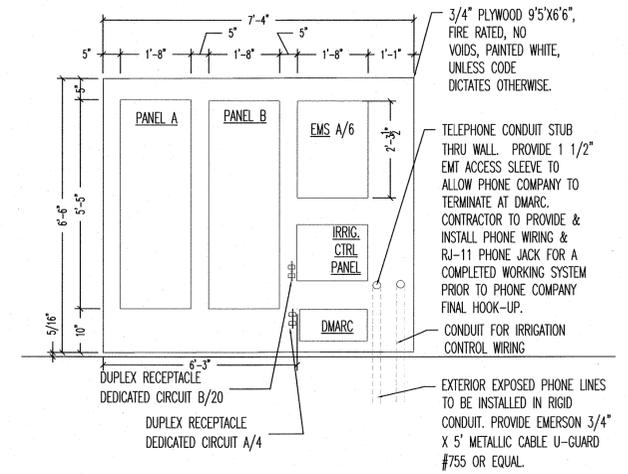 7'-4"
5" 5"
5" 1'-8" 1'-8" 1'-8" 1'-1"
3/4" PLYWOOD 9'5'X6'6",
FIRE RATED, NO
VOIDS, PAINTED WHITE,
UNLESS CODE
DICTATES OTHERWISE.
PANEL A
PANEL B
EMS A/6
2'-3½"
5"
6'-6"
5'-5"
10"
5/16"
IRRIG.
CTRL
PANEL
DMARC
6'-3"
TELEPHONE CONDUIT STUB
THRU WALL. PROVIDE 1 1/2"
EMT ACCESS SLEEVE TO
ALLOW PHONE COMPANY TO
TERMINATE AT DMARC.
CONTRACTOR TO PROVIDE &
INSTALL PHONE WIRING &
RJ-11 PHONE JACK FOR A
COMPLETED WORKING SYSTEM
PRIOR TO PHONE COMPANY
FINAL HOOK-UP.
CONDUIT FOR IRRIGATION
CONTROL WIRING
DUPLEX RECEPTACLE
DEDICATED CIRCUIT B/20
DUPLEX RECEPTACLE
DEDICATED CIRCUIT A/4
EXTERIOR EXPOSED PHONE LINES
TO BE INSTALLED IN RIGID
CONDUIT. PROVIDE EMERSON 3/4"
X 5' METALLIC CABLE U-GUARD
#755 OR EQUAL.